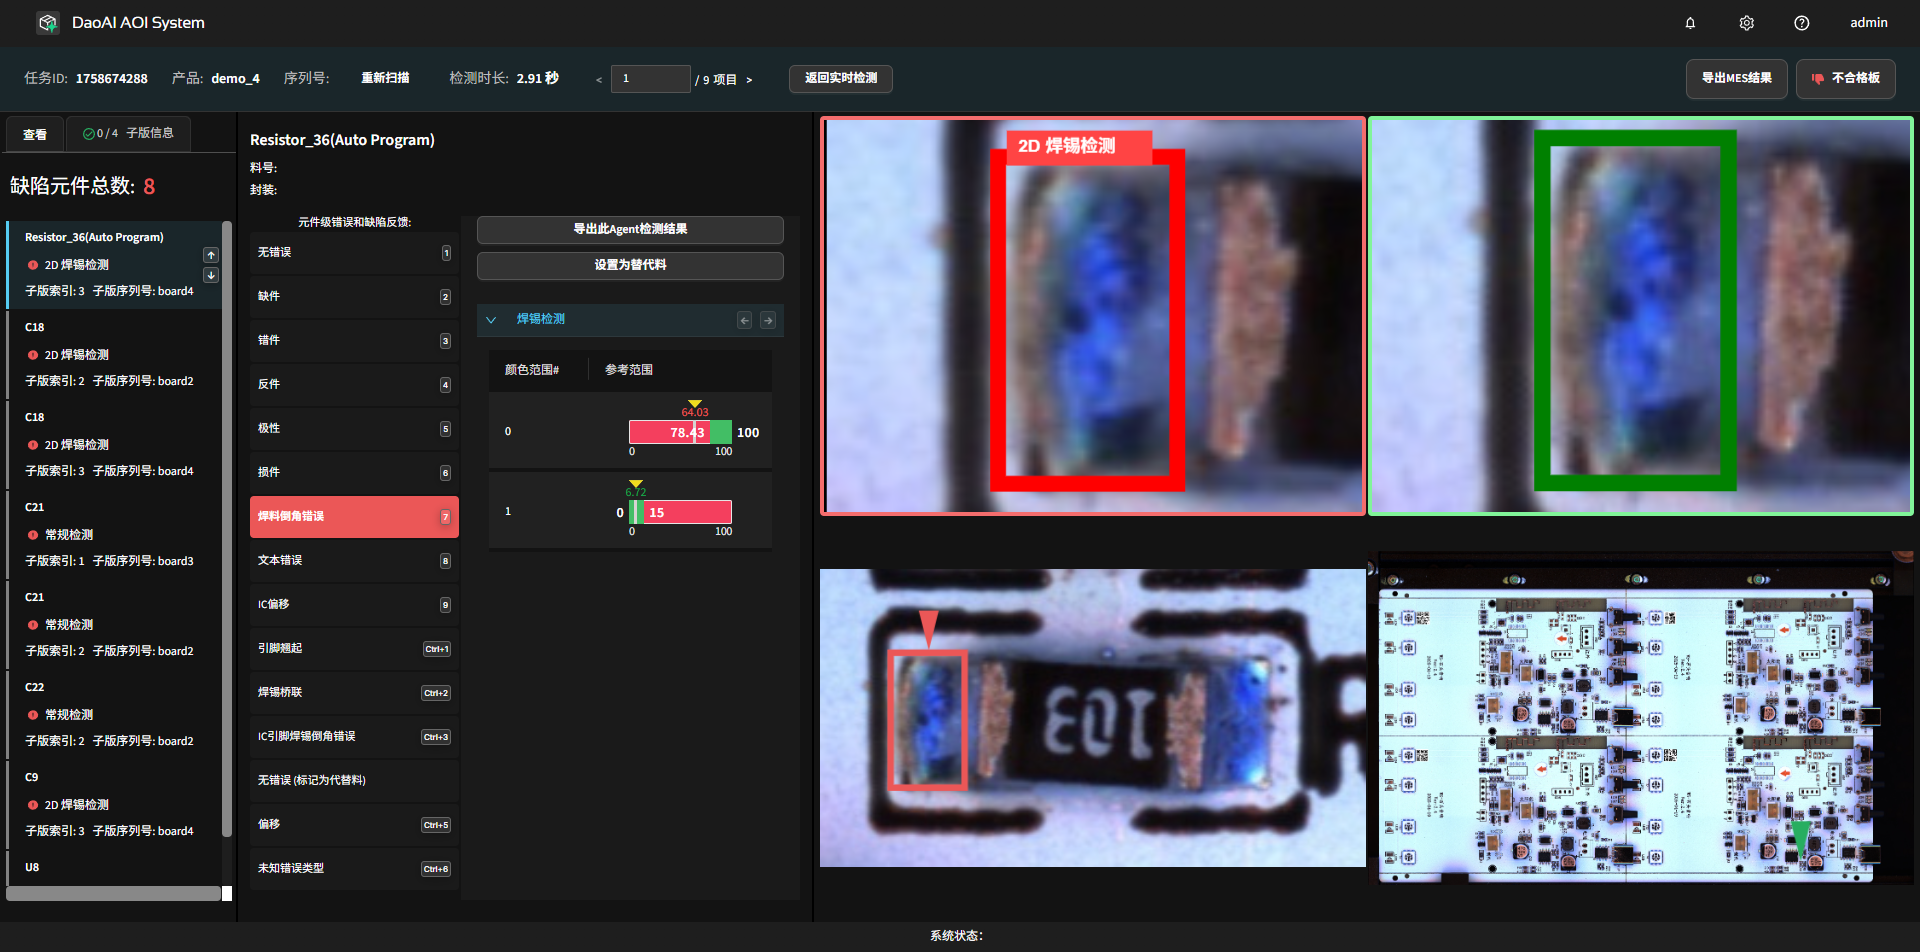 DaoAI AOI System
admin
任务ID: 1758674288 产品: demo_4 序列号: 重新扫描 检测时长: 2.91 秒 < 1 / 9 项目 > 返回实时检测 导出MES结果 不合格板
查看
0 / 4 子版信息
缺陷元件总数: 8
Resistor_36(Auto Program)
2D 焊锡检测
子版索引: 3 子版序列号: board4
C18
2D 焊锡检测
子版索引: 2 子版序列号: board2
C18
2D 焊锡检测
子版索引: 3 子版序列号: board4
C21
常规检测
子版索引: 1 子版序列号: board3
C21
常规检测
子版索引: 2 子版序列号: board2
C22
常规检测
子版索引: 2 子版序列号: board2
C9
2D 焊锡检测
子版索引: 3 子版序列号: board4
U8
Resistor_36(Auto Program)
料号:
封装:
元件级错误和缺陷反馈:
无错误 1
缺件 2
错件 3
反件 4
极性 5
损件 6
焊料倒角错误 7
文本错误 8
IC偏移 9
引脚翘起 Ctrl+1
焊锡桥联 Ctrl+2
IC引脚焊锡倒角错误 Ctrl+3
无错误 (标记为代替料)
偏移 Ctrl+5
未知错误类型 Ctrl+6
导出此Agent检测结果
设置为替代料
焊锡检测
颜色范围# 参考范围
64.03
0 78.43 100
0 100
6.72
1 0 15
0 100
2D 焊锡检测
103
系统状态: